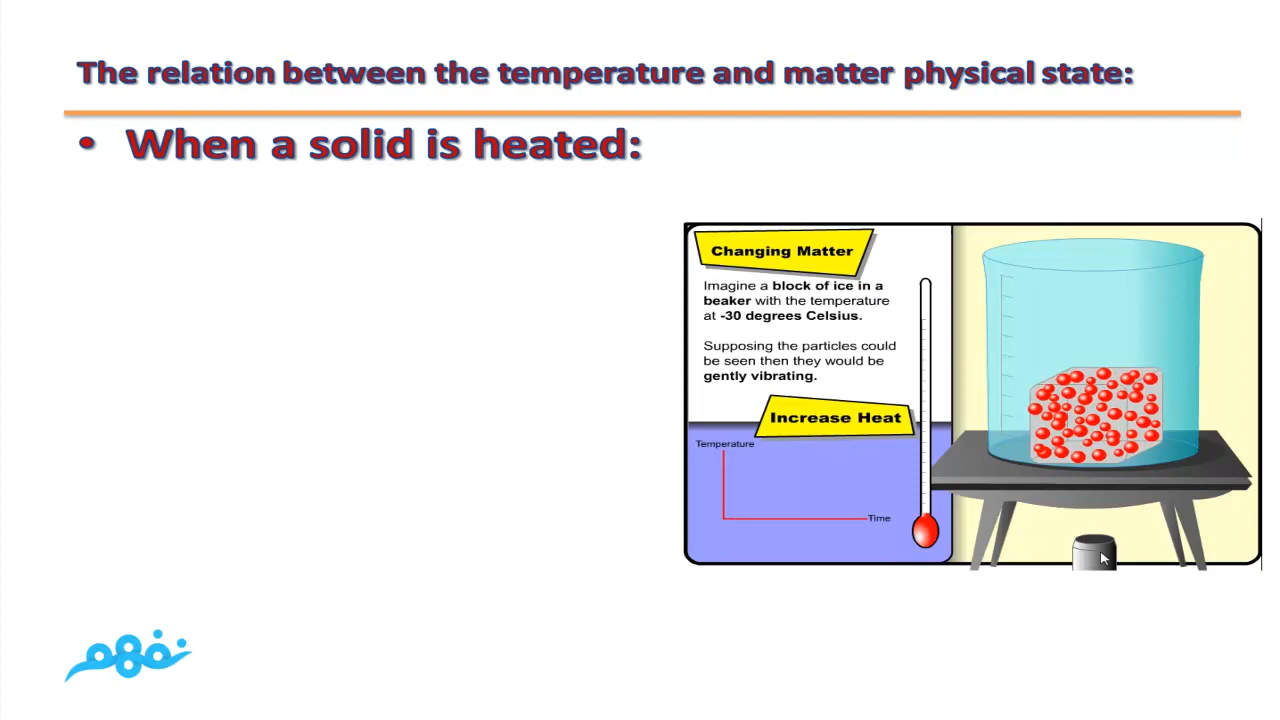 The relation between the temperature and matter physical state:
• When a solid is heated:
Changing Matter
Imagine a block of ice in a
beaker with the temperature
at -30 degrees Celsius.
Supposing the particles could
be seen then they would be
gently vibrating.
Increase Heat
Temperature
Time
نفهم